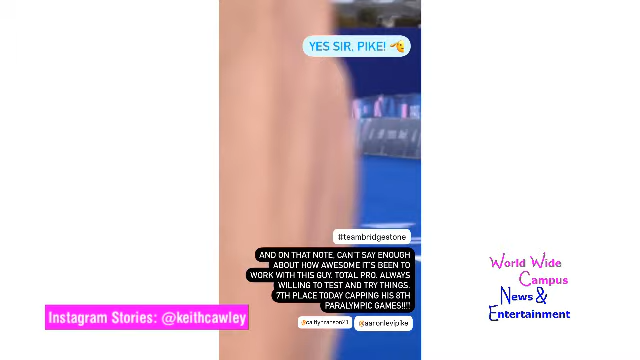 YES SIR, PIKE! 🫡
#teambridgestone
AND ON THAT NOTE, CAN'T SAY ENOUGH
ABOUT HOW AWESOME IT'S BEEN TO
WORK WITH THIS GUY. TOTAL PRO. ALWAYS
WILLING TO TEST AND TRY THINGS.
7TH PLACE TODAY CAPPING HIS 8TH
PARALYMPIC GAMES!!!!
@aaronlevipike
Instagram Stories: @keithcawley
World Wide
Campus
News &
Entertainment